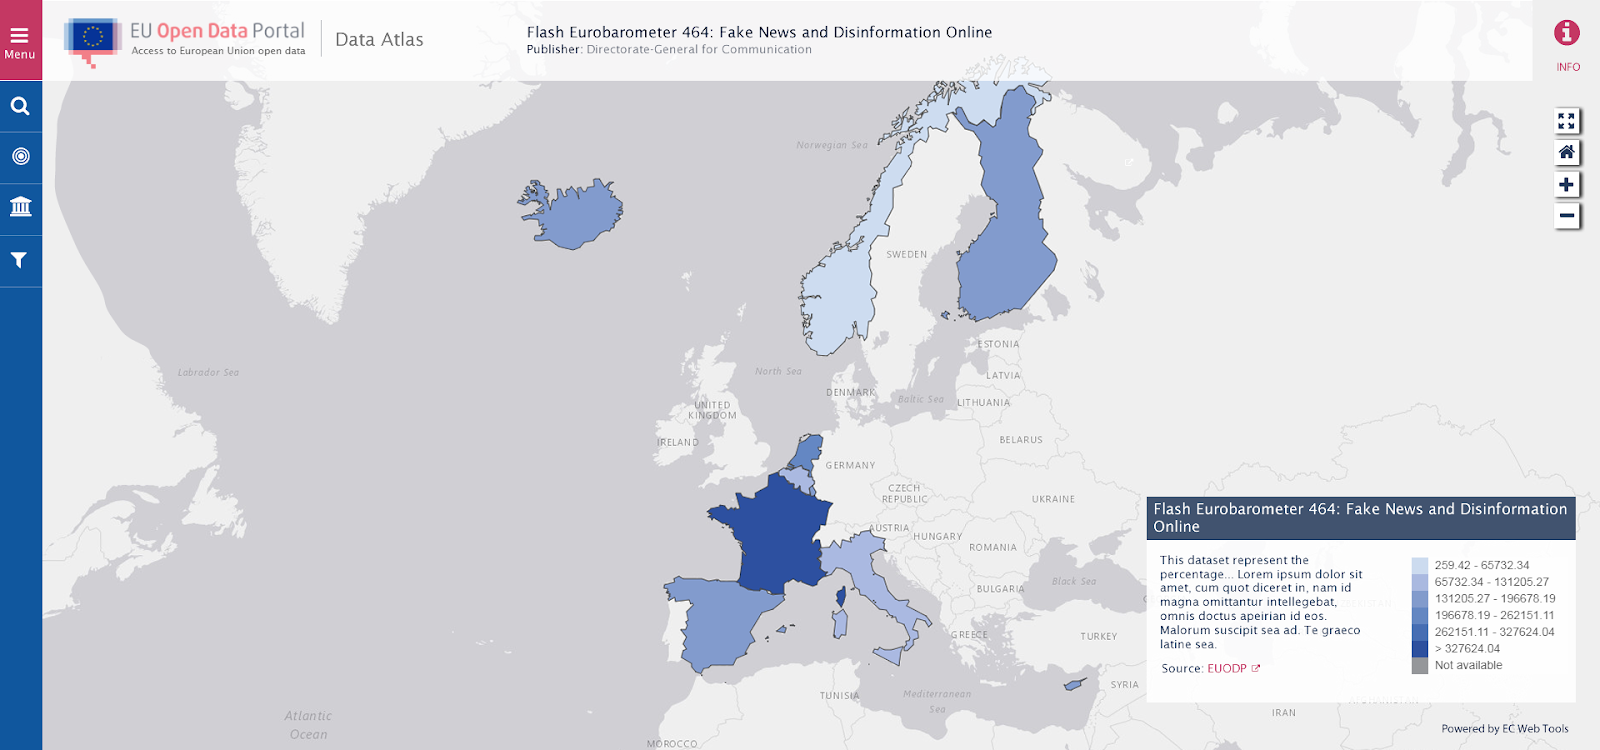 Menu
EU Open Data Portal
Access to European Union open data
Data Atlas
Flash Eurobarometer 464: Fake News and Disinformation Online
Publisher: Directorate-General for Communication
INFO
Norwegian Sea
SWEDEN
ESTONIA
Labrador Sea
North Sea
LATVIA
DENMARK
Baltic Sea
LITHUANIA
UNITED
KINGDOM
IRELAND
BELARUS
GERMANY
CZECH
REPUBLIC
UKRAINE
AUSTRIA
HUNGARY
ROMANIA
Black Sea
BULGARIA
GREECE
TURKEY
SYRIA
TUNISIA
Mediterranean
Sea
IRAN
AFGHANISTAN
Atlantic
Ocean
MOROCCO
Flash Eurobarometer 464: Fake News and Disinformation
Online
This dataset represent the
percentage... Lorem ipsum dolor sit
amet, cum quot diceret in, nam id
magna omittantur intellegebat,
omnis doctus apeirian id eos.
Malorum suscipit sea ad. Te graeco
latine sea.
Source: EUODP
259.42 - 65732.34
65732.34 - 131205.27
131205.27 - 196678.19
196678.19 - 262151.11
262151.11 - 327624.04
> 327624.04
Not available
Powered by EC Web Tools